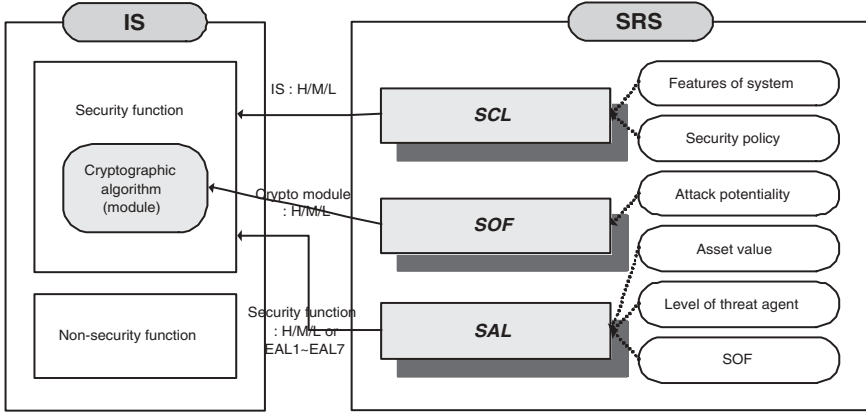 IS
SRS
Security function
Cryptographic
algorithm
(module)
Non-security function
IS : H/M/L
Crypto module
: H/M/L
Security function
: H/M/L or
EAL1~EAL7
SCL
SOF
SAL
Features of system
Security policy
Attack potentiality
Asset value
Level of threat agent
SOF